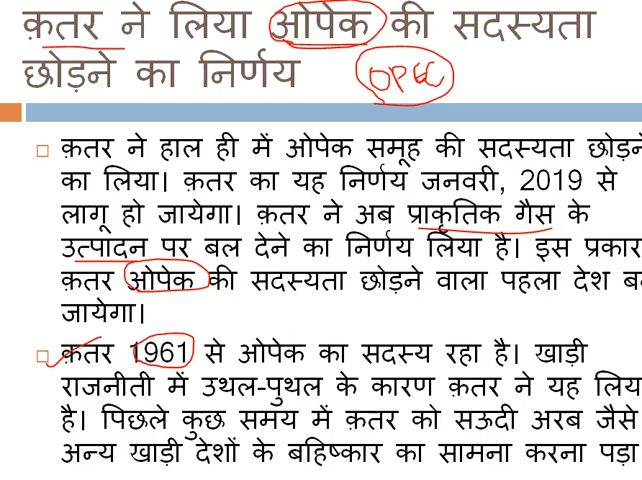 क़तर ने लिया ओपेक की सदस्यता
छोड़ने का निर्णय OPEC
क़तर ने हाल ही में ओपेक समूह की सदस्यता छोड़ने
का लिया। क़तर का यह निर्णय जनवरी, 2019 से
लागू हो जायेगा। क़तर ने अब प्राकृतिक गैस के
उत्पादन पर बल देने का निर्णय लिया है। इस प्रकार
क़तर ओपेक की सदस्यता छोड़ने वाला पहला देश
जायेगा।
क़तर 1961 से ओपेक का सदस्य रहा है। खाड़ी
राजनीती में उथल-पुथल के कारण क़तर ने यह लिय
है। पिछले कुछ समय में क़तर को सऊदी अरब जैसे
अन्य खाड़ी देशों के बहिष्कार का सामना करना पड़ा